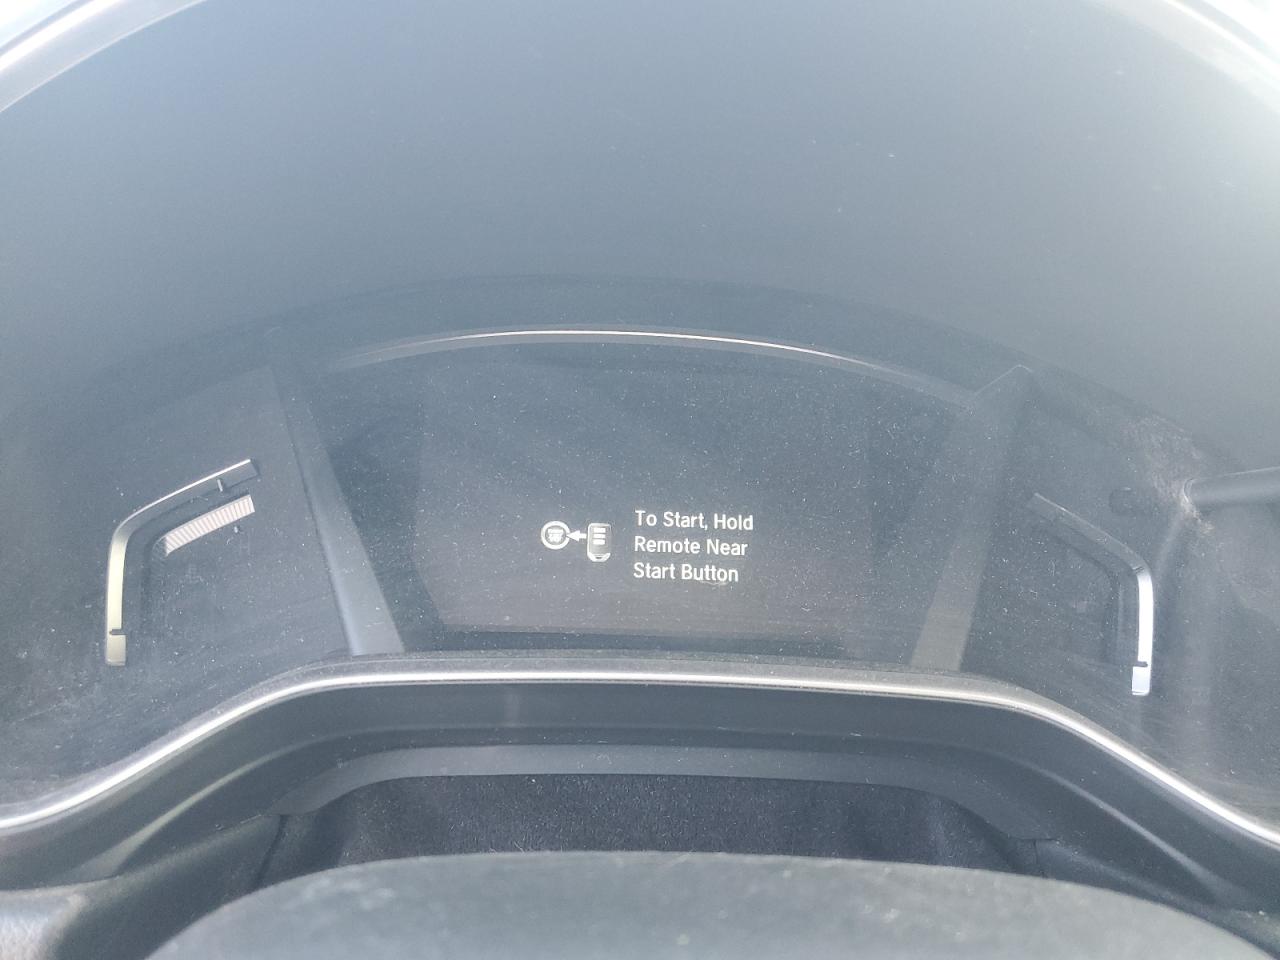 To Start, Hold
Remote Near
Start Button